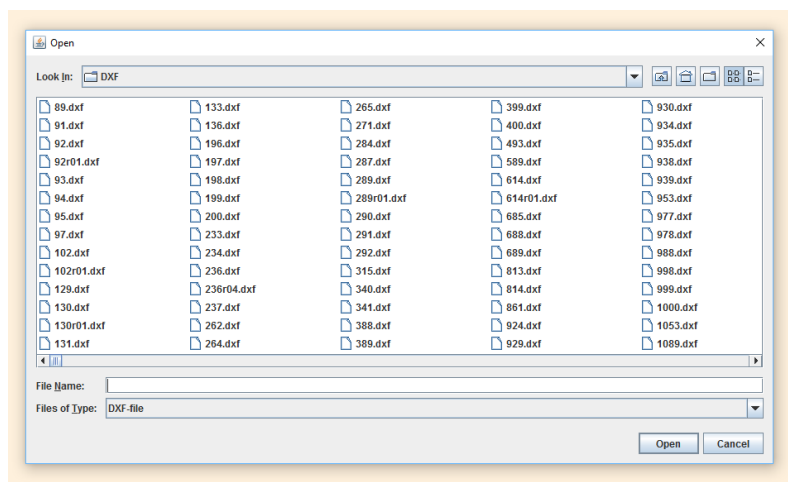 Open
Look In: DXF
89.dxf 133.dxf 265.dxf 399.dxf 930.dxf
91.dxf 136.dxf 271.dxf 400.dxf 934.dxf
92.dxf 196.dxf 284.dxf 493.dxf 935.dxf
92r01.dxf 197.dxf 287.dxf 589.dxf 938.dxf
93.dxf 198.dxf 289.dxf 614.dxf 939.dxf
94.dxf 199.dxf 289r01.dxf 614r01.dxf 953.dxf
95.dxf 200.dxf 290.dxf 685.dxf 977.dxf
97.dxf 233.dxf 291.dxf 688.dxf 978.dxf
102.dxf 234.dxf 292.dxf 689.dxf 988.dxf
102r01.dxf 236.dxf 315.dxf 813.dxf 998.dxf
129.dxf 236r04.dxf 340.dxf 814.dxf 999.dxf
130.dxf 237.dxf 341.dxf 861.dxf 1000.dxf
130r01.dxf 262.dxf 388.dxf 924.dxf 1053.dxf
131.dxf 264.dxf 389.dxf 929.dxf 1089.dxf
File Name:
Files of Type: DXF-file
Open Cancel